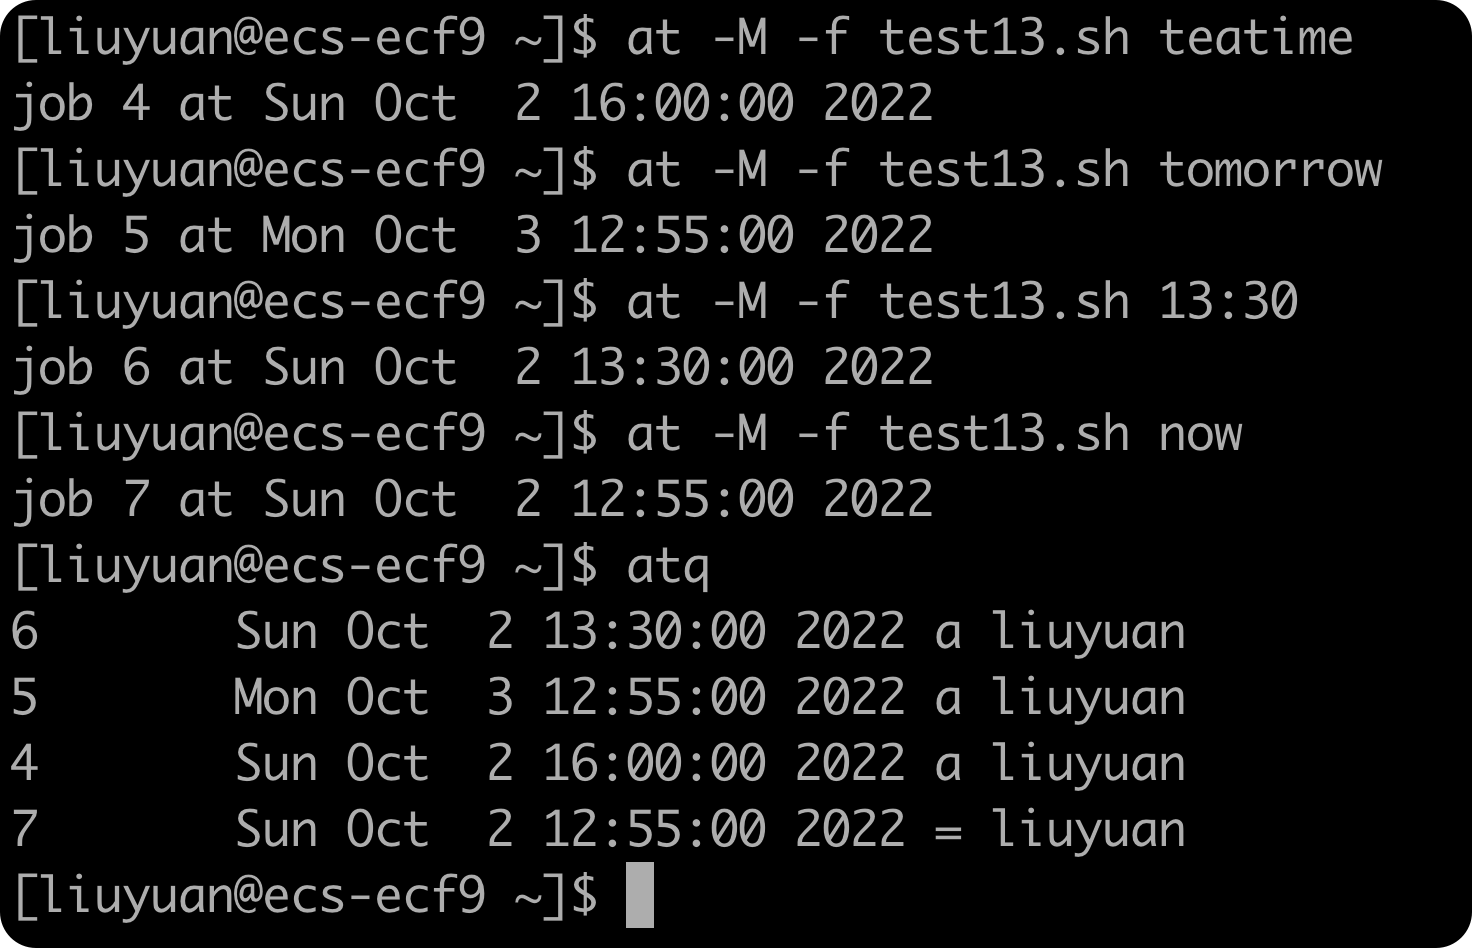 [liuyuan@ecs-ecf9 ~]$ at -M -f test13.sh teatime
job 4 at Sun Oct  2 16:00:00 2022
[liuyuan@ecs-ecf9 ~]$ at -M -f test13.sh tomorrow
job 5 at Mon Oct  3 12:55:00 2022
[liuyuan@ecs-ecf9 ~]$ at -M -f test13.sh 13:30
job 6 at Sun Oct  2 13:30:00 2022
[liuyuan@ecs-ecf9 ~]$ at -M -f test13.sh now
job 7 at Sun Oct  2 12:55:00 2022
[liuyuan@ecs-ecf9 ~]$ atq
6       Sun Oct  2 13:30:00 2022 a liuyuan
5       Mon Oct  3 12:55:00 2022 a liuyuan
4       Sun Oct  2 16:00:00 2022 a liuyuan
7       Sun Oct  2 12:55:00 2022 = liuyuan
[liuyuan@ecs-ecf9 ~]$